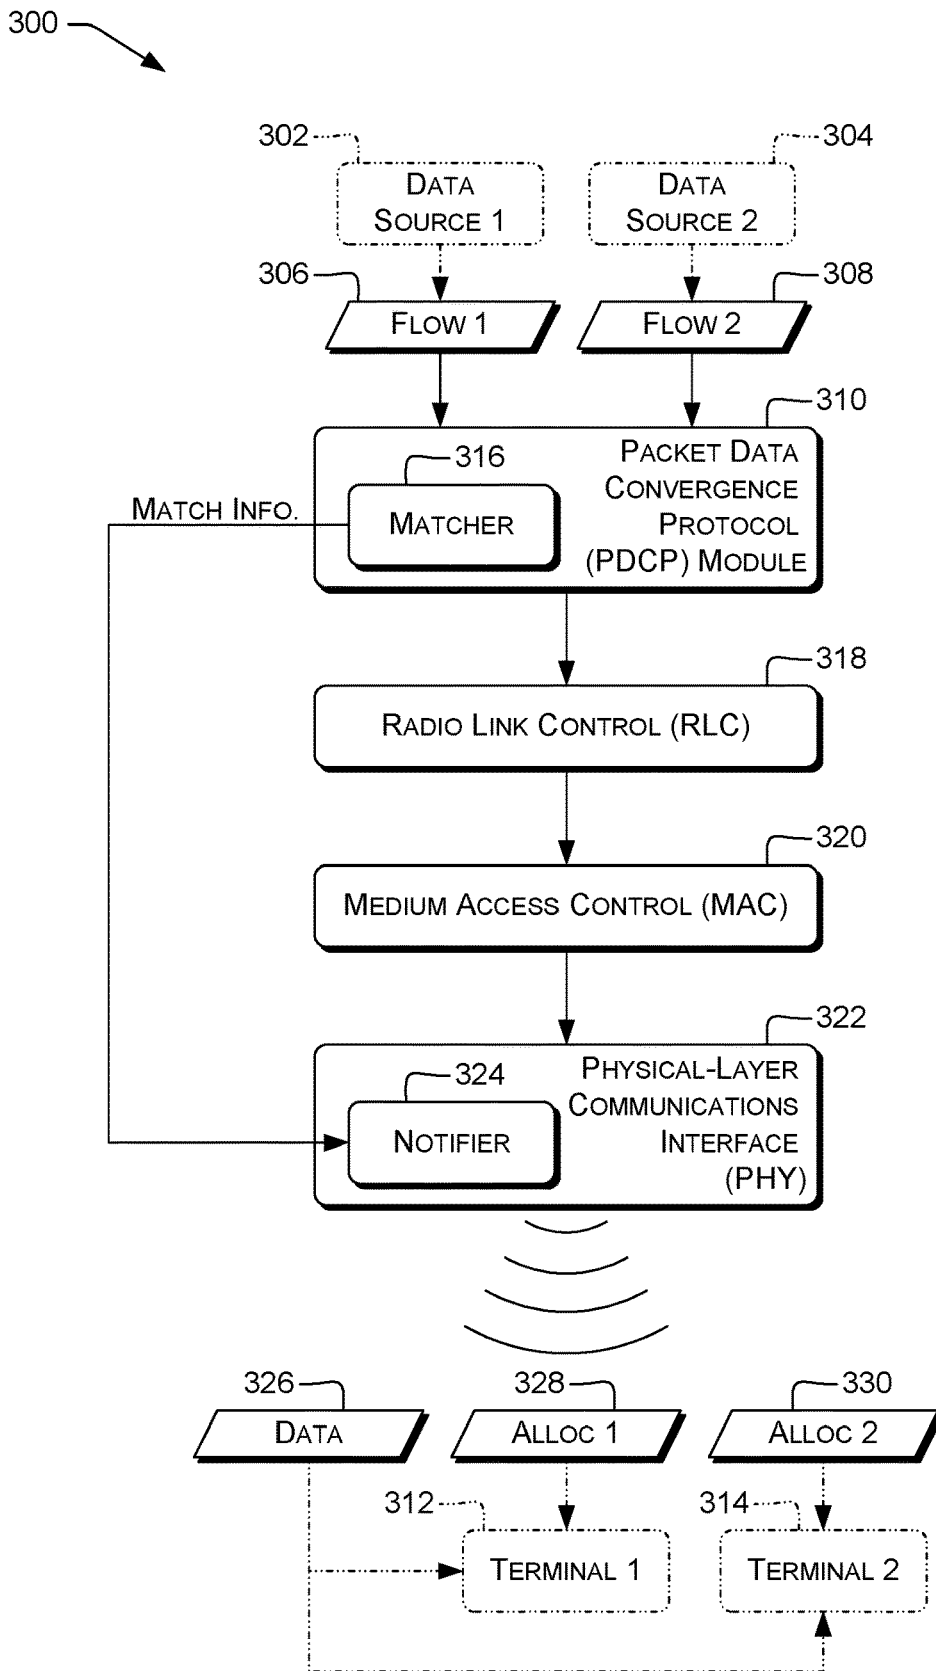 300
302
304
DATA
SOURCE 1
DATA
SOURCE 2
306
308
FLOW 1
FLOW 2
310
316
PACKET DATA
CONVERGENCE
PROTOCOL
(PDCP) MODULE
MATCH INFO.
MATCHER
318
RADIO LINK CONTROL (RLC)
320
MEDIUM ACCESS CONTROL (MAC)
322
324
PHYSICAL-LAYER
COMMUNICATIONS
INTERFACE
(PHY)
NOTIFIER
326
328
330
DATA
ALLOC 1
ALLOC 2
312
314
TERMINAL 1
TERMINAL 2